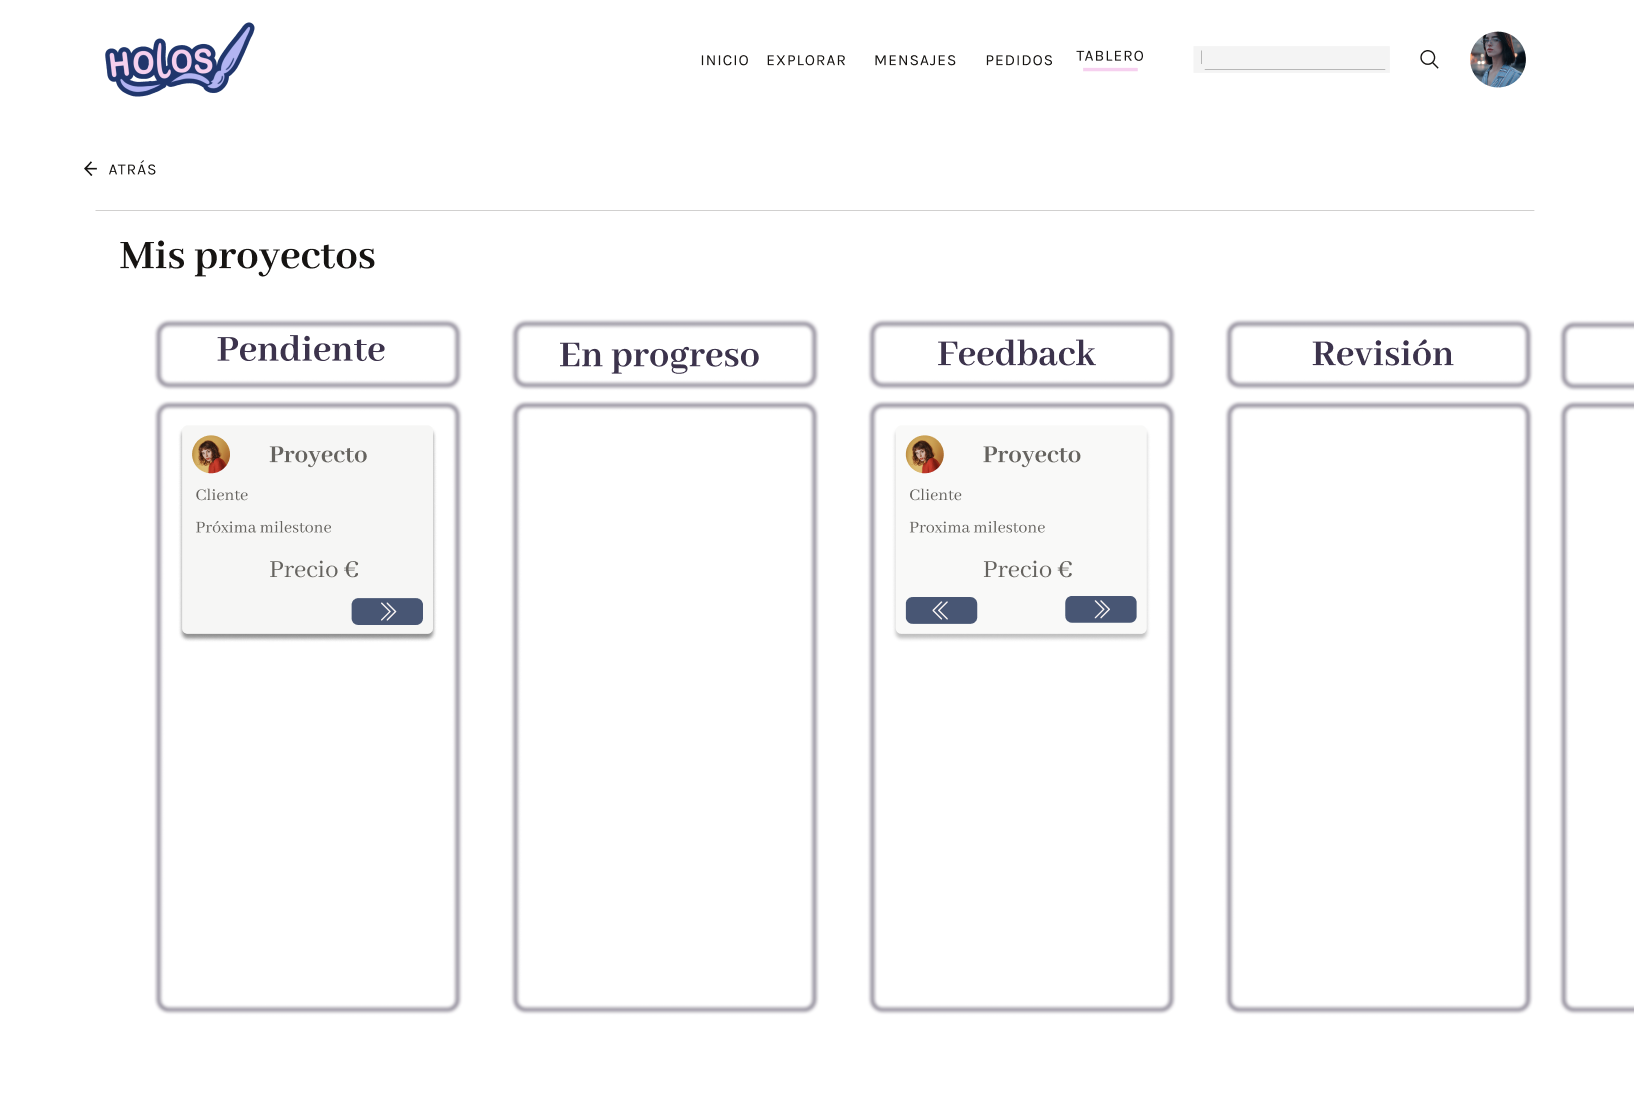 HOLOS
INICIO EXPLORAR MENSAJES PEDIDOS TABLERO
ATRÁS
Mis proyectos
Pendiente
En progreso
Feedback
Revisión
Proyecto
Cliente
Próxima milestone
Precio €
Proyecto
Cliente
Proxima milestone
Precio €